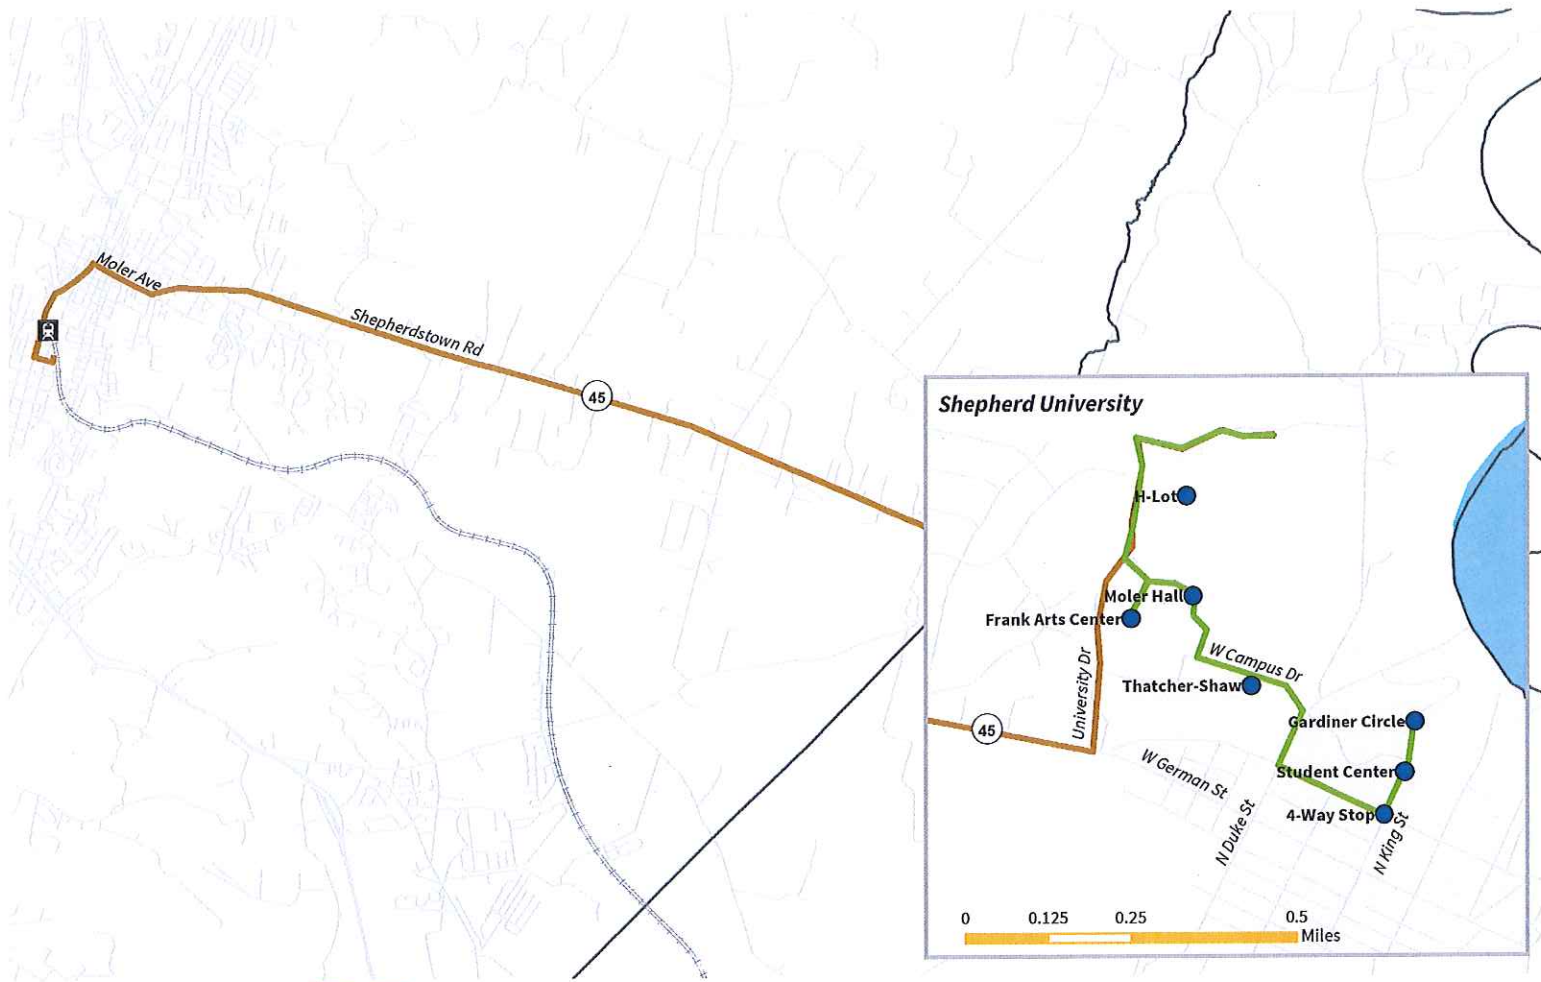 Moler Ave
Shepherdstown Rd
45
Shepherd University
H-Lot
Moler Hall
Frank Arts Center
W Campus Dr
Thatcher-Shaw
University Dr
Gardiner Circle
45
W German St
Student Center
4-Way Stop
N Duke St
N King St
0 0.125 0.25 0.5
Miles